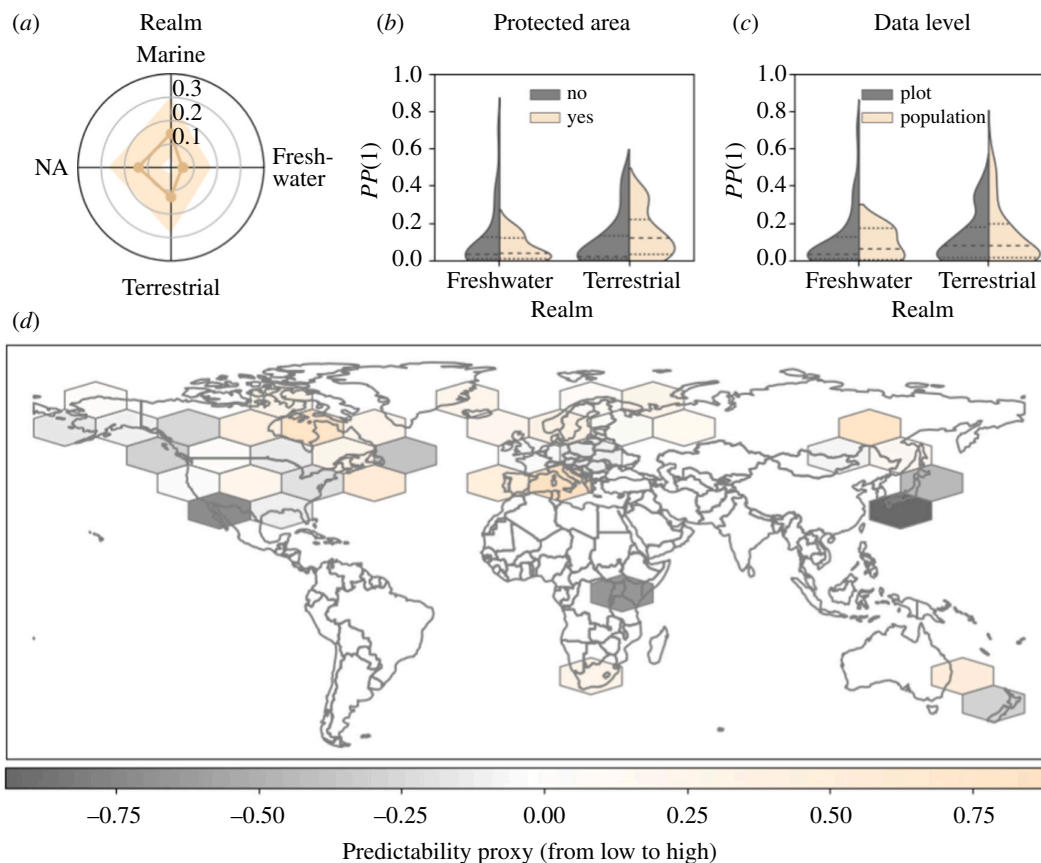 (a) Realm
Marine
0.3
0.2
0.1
NA
Fresh-
water
Terrestrial
(b) Protected area
1.0
0.8
0.6
0.4
0.2
0.0
PP(1)
no
yes
Freshwater Terrestrial
Realm
(c) Data level
1.0
0.8
0.6
0.4
0.2
0.0
PP(1)
plot
population
Freshwater Terrestrial
Realm
(d)
–0.75 –0.50 –0.25 0.00 0.25 0.50 0.75
Predictability proxy (from low to high)